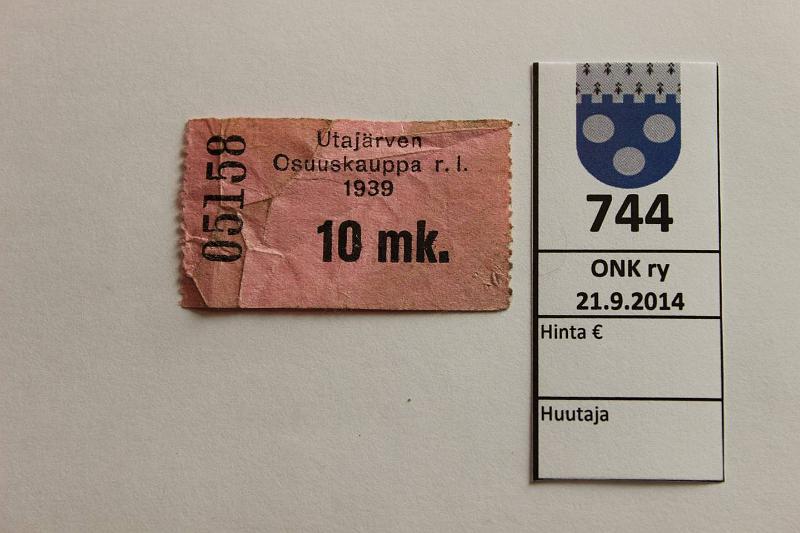 05158
Utajärven
Osuuskauppa r. l.
1939
10 mk.
744
ONK ry
21.9.2014
Hinta €
Huutaja